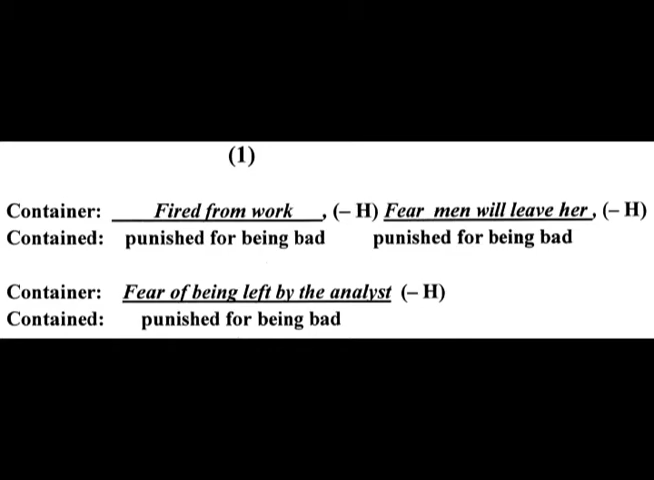 (1)
Container: Fired from work , (– H) Fear men will leave her , (– H)
Contained: punished for being bad punished for being bad
Container: Fear of being left by the analyst (– H)
Contained: punished for being bad